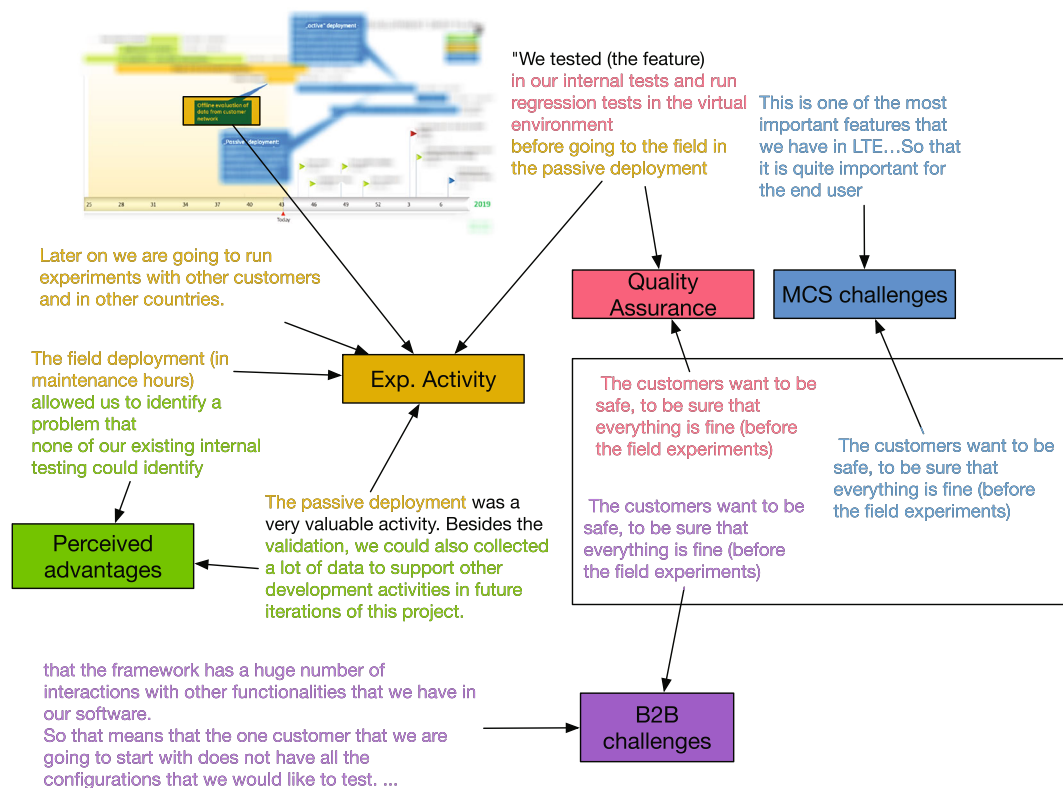 „active" deployment
Offline evaluation of
data from customer
network
„Passive" deployment:
25 28 31 34 37 40 43 46 49 52 3 6 2019
Today
"We tested (the feature)
in our internal tests and run
regression tests in the virtual
environment
before going to the field in
the passive deployment
This is one of the most
important features that
we have in LTE...So that
it is quite important for
the end user
Later on we are going to run
experiments with other customers
and in other countries.
Quality
Assurance
MCS challenges
The field deployment (in
maintenance hours)
allowed us to identify a
problem that
none of our existing internal
testing could identify
Exp. Activity
The customers want to be
safe, to be sure that
everything is fine (before
the field experiments)
The customers want to be
safe, to be sure that
everything is fine (before
the field experiments)
The customers want to be
safe, to be sure that
everything is fine (before
the field experiments)
Perceived
advantages
The passive deployment was a
very valuable activity. Besides the
validation, we could also collected
a lot of data to support other
development activities in future
iterations of this project.
that the framework has a huge number of
interactions with other functionalities that we have in
our software.
So that means that the one customer that we are
going to start with does not have all the
configurations that we would like to test. ...
B2B
challenges